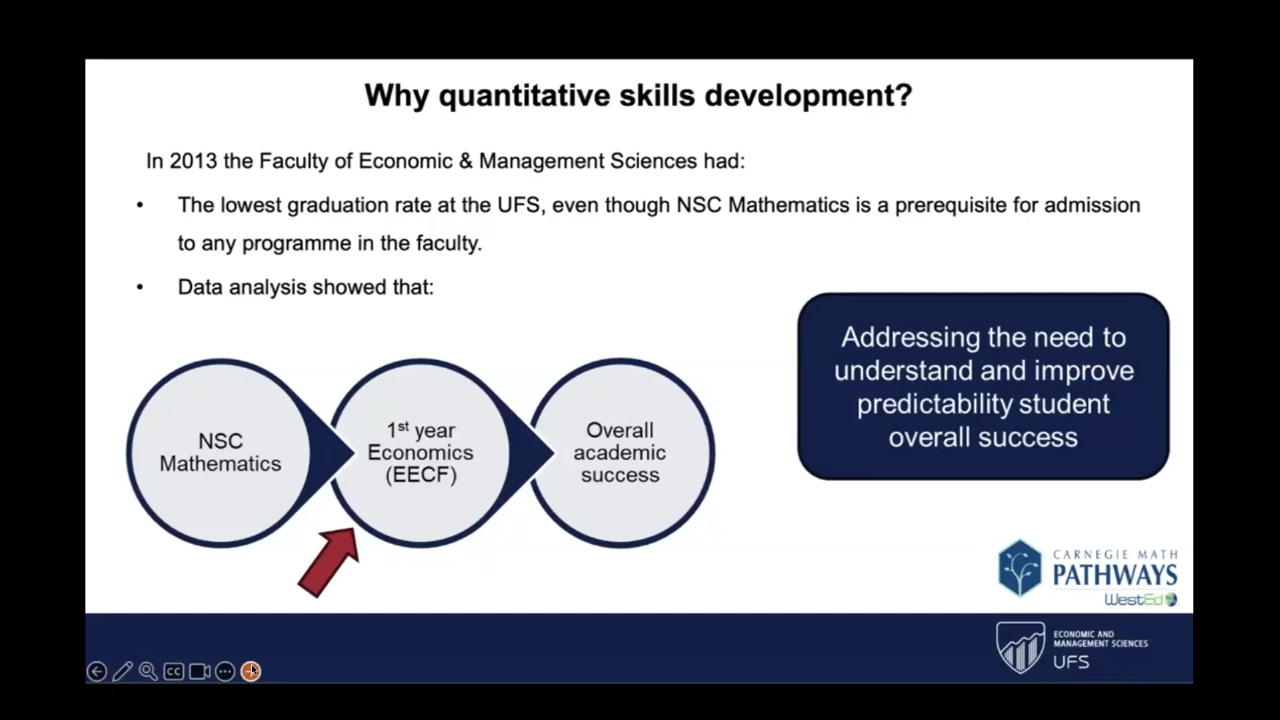 Why quantitative skills development?
In 2013 the Faculty of Economic & Management Sciences had:
• The lowest graduation rate at the UFS, even though NSC Mathematics is a prerequisite for admission
to any programme in the faculty.
• Data analysis showed that:
NSC
Mathematics
1st year
Economics
(EECF)
Overall
academic
success
Addressing the need to
understand and improve
predictability student
overall success
CARNEGIE MATH
PATHWAYS
WestEd
ECONOMIC AND
MANAGEMENT SCIENCES
UFS
CC